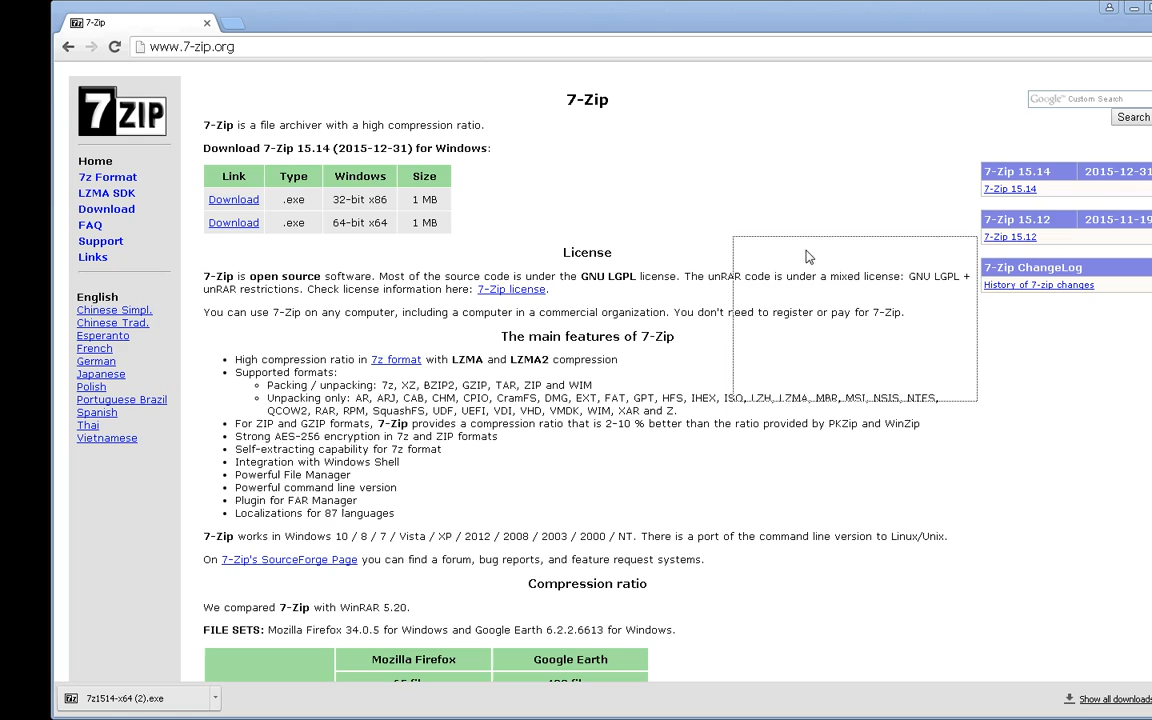 7-Zip
www.7-zip.org
7ZIP
Home
7z Format
LZMA SDK
Download
FAQ
Support
Links
English
Chinese Simpl.
Chinese Trad.
Esperanto
French
German
Japanese
Polish
Portuguese Brazil
Spanish
Thai
Vietnamese
7-Zip
7-Zip is a file archiver with a high compression ratio.
Download 7-Zip 15.14 (2015-12-31) for Windows:
Link Type Windows Size
Download .exe 32-bit x86 1 MB
Download .exe 64-bit x64 1 MB
License
7-Zip is open source software. Most of the source code is under the GNU LGPL license. The unRAR code is under a mixed license: GNU LGPL +
unRAR restrictions. Check license information here: 7-Zip license.
You can use 7-Zip on any computer, including a computer in a commercial organization. You don't need to register or pay for 7-Zip.
The main features of 7-Zip
• High compression ratio in 7z format with LZMA and LZMA2 compression
• Supported formats:
Packing / unpacking: 7z, XZ, BZIP2, GZIP, TAR, ZIP and WIM
Unpacking only: AR, ARJ, CAB, CHM, CPIO, CramFS, DMG, EXT, FAT, GPT, HFS, IHEX, ISO, LZH, LZMA, MBR, MSI, NSIS, NTFS,
QCOW2, RAR, RPM, SquashFS, UDF, UEFI, VDI, VHD, VMDK, WIM, XAR and Z.
• For ZIP and GZIP formats, 7-Zip provides a compression ratio that is 2-10 % better than the ratio provided by PKZip and WinZip
• Strong AES-256 encryption in 7z and ZIP formats
• Self-extracting capability for 7z format
• Integration with Windows Shell
• Powerful File Manager
• Powerful command line version
• Plugin for FAR Manager
• Localizations for 87 languages
7-Zip works in Windows 10 / 8 / 7 / Vista / XP / 2012 / 2008 / 2003 / 2000 / NT. There is a port of the command line version to Linux/Unix.
On 7-Zip's SourceForge Page you can find a forum, bug reports, and feature request systems.
Compression ratio
We compared 7-Zip with WinRAR 5.20.
FILE SETS: Mozilla Firefox 34.0.5 for Windows and Google Earth 6.2.2.6613 for Windows.
Mozilla Firefox Google Earth
Google™ Custom Search
Search
7-Zip 15.14 2015-12-31
7-Zip 15.14
7-Zip 15.12 2015-11-19
7-Zip 15.12
7-Zip ChangeLog
History of 7-zip changes
7z1514-x64 (2).exe
Show all downloads